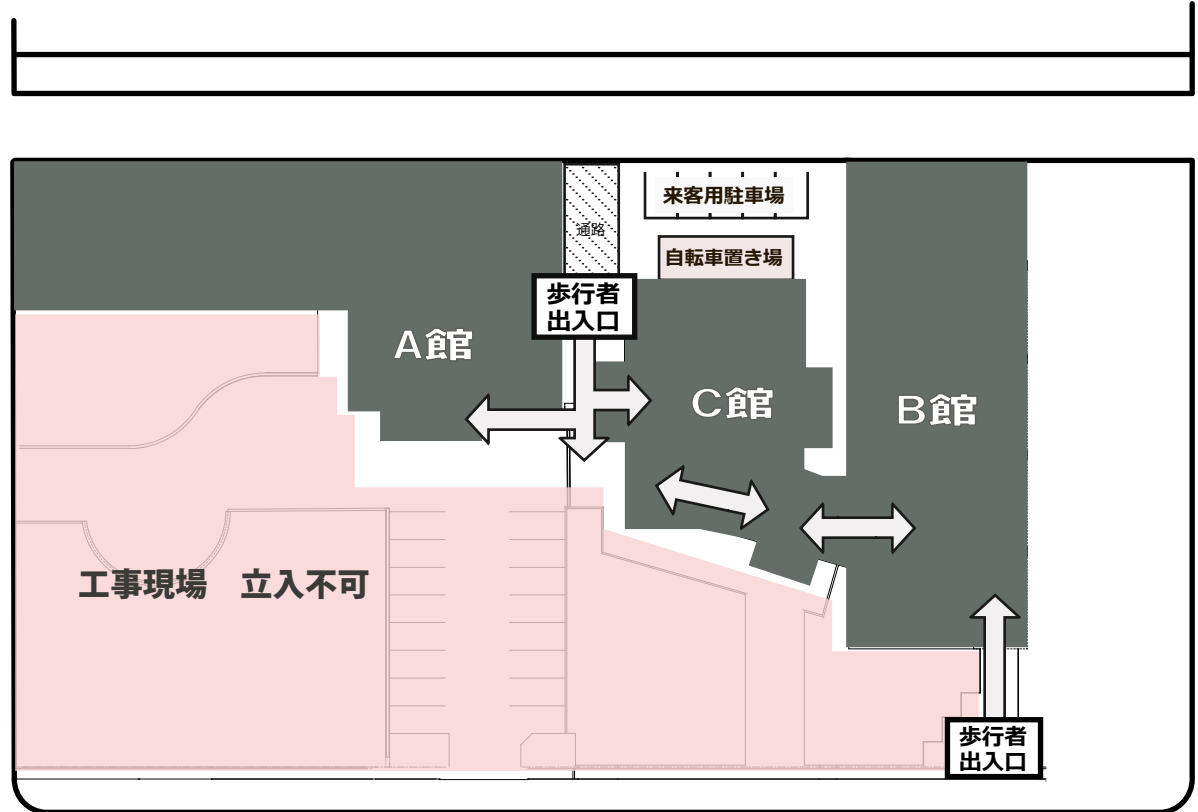 来客用駐車場
通路
自転車置き場
歩行者
出入口
A館
C館
B館
工事現場　立入不可
歩行者
出入口